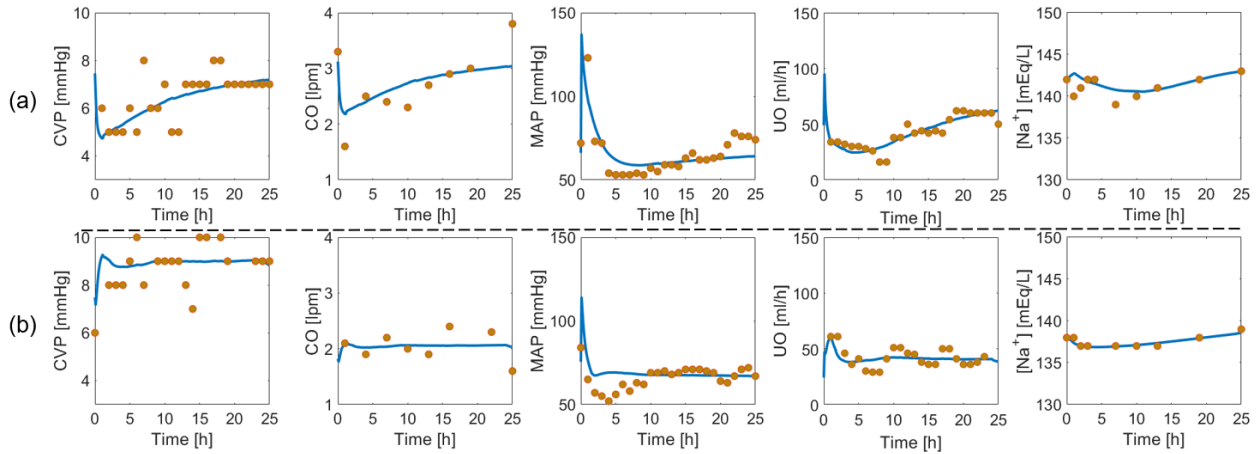 (a)
CVP [mmHg]
10
8
6
4
0 5 10 15 20 25
Time [h]
CO [lpm]
4
3
2
1
0 5 10 15 20 25
Time [h]
MAP [mmHg]
150
100
50
0 5 10 15 20 25
Time [h]
UO [ml/h]
150
100
50
0
0 5 10 15 20 25
Time [h]
[Na+] [mEq/L]
150
145
140
135
130
0 5 10 15 20 25
Time [h]
(b)
CVP [mmHg]
10
8
6
4
0 5 10 15 20 25
Time [h]
CO [lpm]
4
3
2
1
0 5 10 15 20 25
Time [h]
MAP [mmHg]
150
100
50
0 5 10 15 20 25
Time [h]
UO [ml/h]
150
100
50
0
0 5 10 15 20 25
Time [h]
[Na+] [mEq/L]
150
145
140
135
130
0 5 10 15 20 25
Time [h]